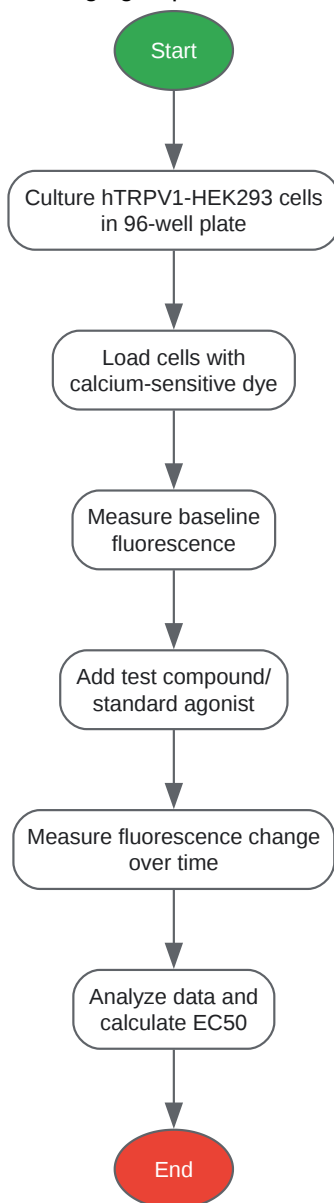 Start
Culture hTRPV1-HEK293 cells
in 96-well plate
Load cells with
calcium-sensitive dye
Measure baseline
fluorescence
Add test compound/
standard agonist
Measure fluorescence change
over time
Analyze data and
calculate EC50
End